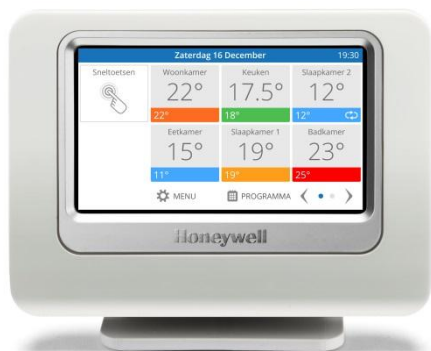 Zaterdag 16 December 19:30
Sneltoetsen Woonkamer Keuken Slaapkamer 2
22° 17.5° 12°
22° 18° 12°
Eetkamer Slaapkamer 1 Badkamer
15° 19° 23°
11° 19° 25°
MENU PROGRAMMA
Honeywell